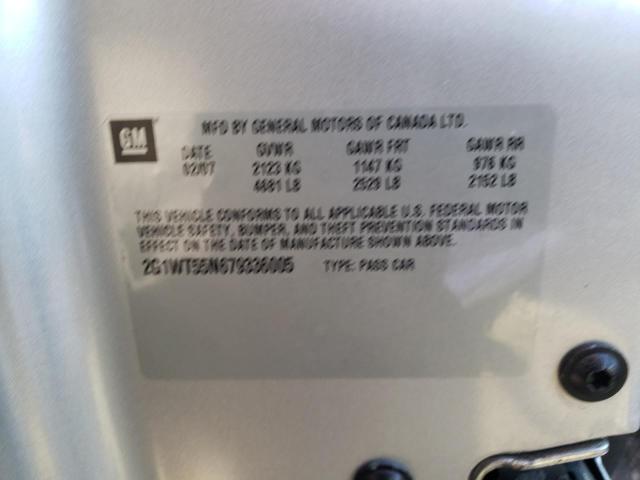 GM
MFD BY GENERAL MOTORS OF CANADA LTD.
DATE GVWR GAWR FRT GAWR RR
02/07 2123 KG 1147 KG 976 KG
4681 LB 2529 LB 2152 LB
THIS VEHICLE CONFORMS TO ALL APPLICABLE U.S. FEDERAL MOTOR
VEHICLE SAFETY, BUMPER, AND THEFT PREVENTION STANDARDS IN
EFFECT ON THE DATE OF MANUFACTURE SHOWN ABOVE.
2G1WT55N679336005 TYPE: PASS CAR